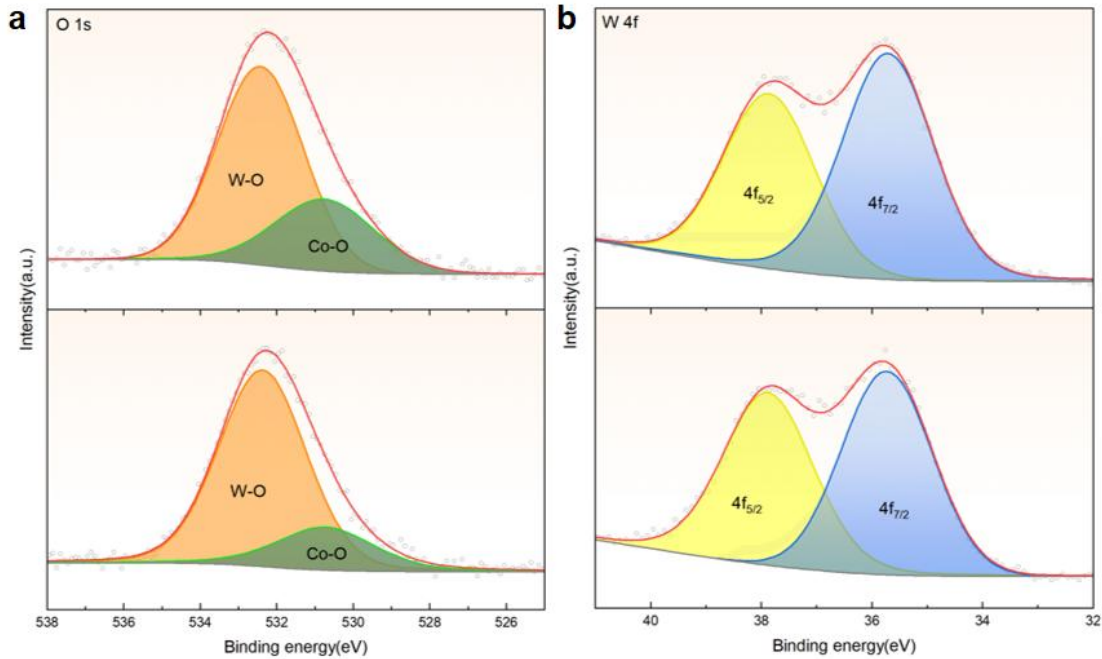 a
O 1s
W-O
Co-O
W-O
Co-O
Intensity(a.u.)
538 536 534 532 530 528 526
Binding energy(eV)
b
W 4f
4f5/2
4f7/2
4f5/2
4f7/2
Intensity(a.u.)
40 38 36 34 32
Binding energy(eV)